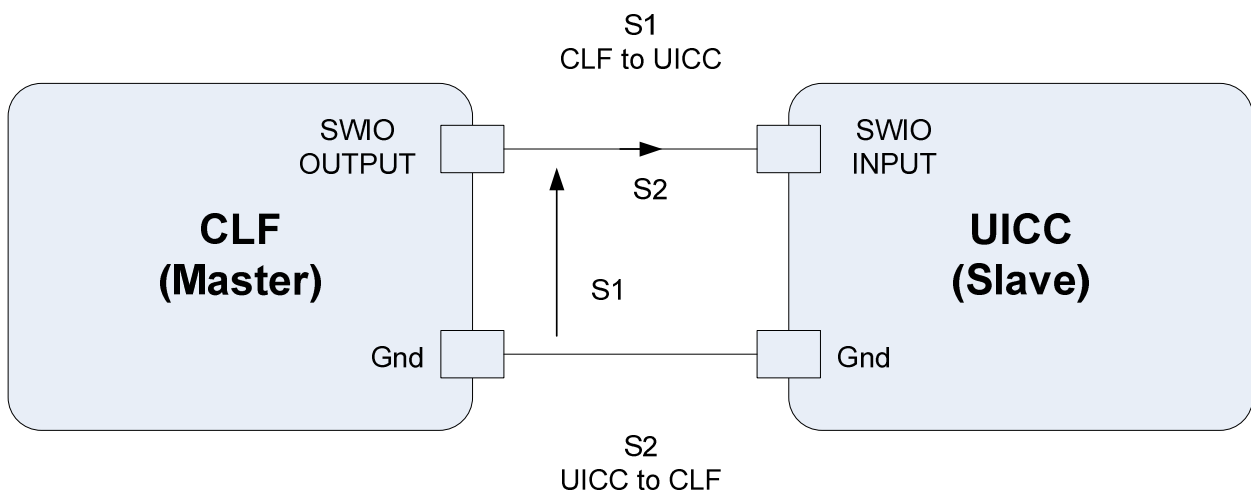 S1
CLF to UICC
SWIO
OUTPUT
SWIO
INPUT
S2
CLF
(Master)
UICC
(Slave)
S1
Gnd
Gnd
S2
UICC to CLF